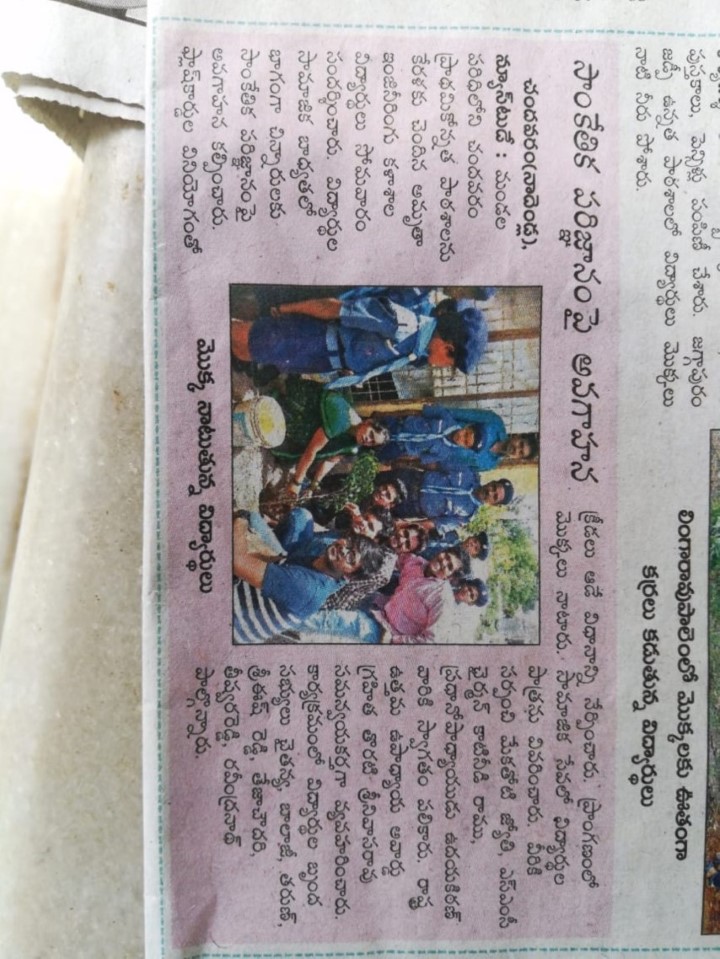 పుస్తకాలు, పెన్సిళ్లు పంపిణీ చేశారు. జగ్గాపురం
జడ్పీ ఉన్నత పాఠశాలలో విద్యార్థులు మొక్కలు
నాటి నీరు పోశారు.
లింగారావుపాలెంలో మొక్కలకు ఊతంగా
కర్రలు కడుతున్న విద్యార్థులు
సాంకేతిక పరిజ్ఞానంపై అవగాహన
చందవరం(నాదెండ్ల),
న్యూస్‌టుడే : మండల
పరిదిలోని చందవరం
ప్రాథమికోన్నత పాఠశాలను
కేరళకు చెందిన అమృతా
ఇంజినీరింగు కళాశాల
విద్యార్థులు సోమవారం
సందర్శించారు. విద్యార్థుల
సామాజిక బాధ్యతలో
భాగంగా చిన్నారులకు
సాంకేతిక పరిజ్ఞానంపై
అవగాహన కల్పించారు.
ఫ్లాష్‌కార్డుల వినియోగంతో
క్రీడలు ఆడే విధానాన్ని నేర్పించారు. ప్రాంగణంలో
మొక్కలు నాటారు. సామాజిక సేవలో విద్యార్థుల
పాత్రను వివరించారు. వీరికి
సర్పంచి మేకతోటి జ్యోతి, ఎస్ఎంసీ
ఛైర్మన్ కాటినీడి రాము,
ప్రధానోపాధ్యాయుడు ఉదయకిరణ్
వారికి స్వాగతం పలికారు. రాష్ట్ర
ఉత్తమ ఉపాధ్యాయ అవార్డు
గ్రహీత తొరటి శ్రీనివాసరావు
సమన్వయకర్తగా వ్యవహరించారు.
కార్యక్రమంలో విద్యార్థుల బృంద
సభ్యులు చైతన్య, బాలాజీ, తరుణ్,
శ్రీఈష్ రెడ్డి, తేజాచౌదరి,
తీష్వరరెడ్డి, రవీంద్రనాథ్
పాల్గొన్నారు.
మొక్క నాటుతున్న విద్యార్థులు